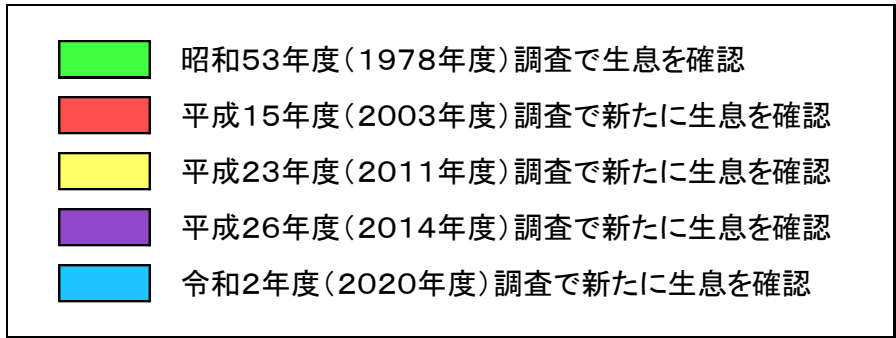 昭和53年度(1978年度)調査で生息を確認
平成15年度(2003年度)調査で新たに生息を確認
平成23年度(2011年度)調査で新たに生息を確認
平成26年度(2014年度)調査で新たに生息を確認
令和2年度(2020年度)調査で新たに生息を確認